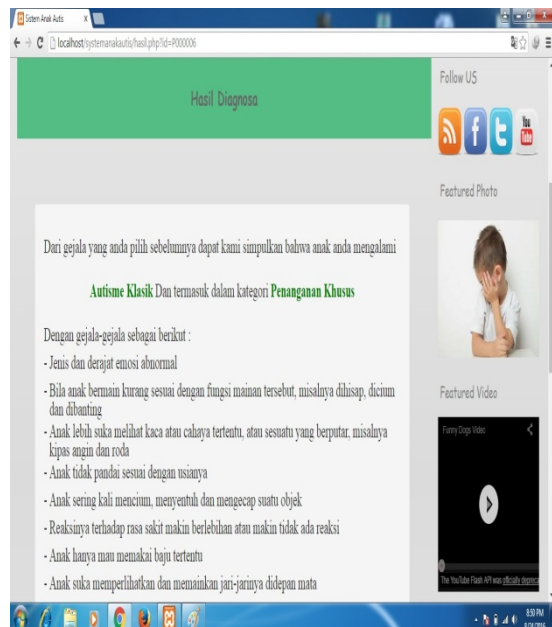 Sistem Anak Autis
localhost/systemanakautis/hasil.php?id=P000006
Hasil Diagnosa
Dari gejala yang anda pilih sebelumnya dapat kami simpulkan bahwa anak anda mengalami
Autisme Klasik Dan termasuk dalam kategori Penanganan Khusus
Dengan gejala-gejala sebagai berikut :
- Jenis dan derajat emosi abnormal
- Bila anak bermain kurang sesuai dengan fungsi mainan tersebut, misalnya dihisap, dicium
dan dibanting
- Anak lebih suka melihat kaca atau cahaya tertentu, atau sesuatu yang berputar, misalnya
kipas angin dan roda
- Anak tidak pandai sesuai dengan usianya
- Anak sering kali mencium, menyentuh dan mengecap suatu objek
- Reaksinya terhadap rasa sakit makin berlebihan atau makin tidak ada reaksi
- Anak hanya mau memakai baju tertentu
- Anak suka memperlihatkan dan memainkan jari-jarinya didepan mata
Follow US
You
Tube
Featured Photo
Featured Video
Funny Dogs Video
The YouTube Flash API was officially depreca
8:50 PM